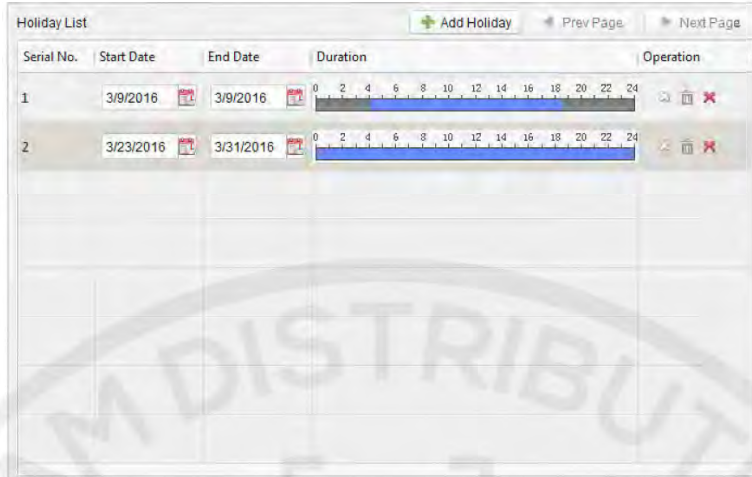 Holiday List Add Holiday Prev Page Next Page
Serial No. Start Date End Date Duration Operation
0 2 4 6 8 10 12 14 16 18 20 22 24
1 3/9/2016 3/9/2016
0 2 4 6 8 10 12 14 16 18 20 22 24
2 3/23/2016 3/31/2016
AM DISTRIBUT